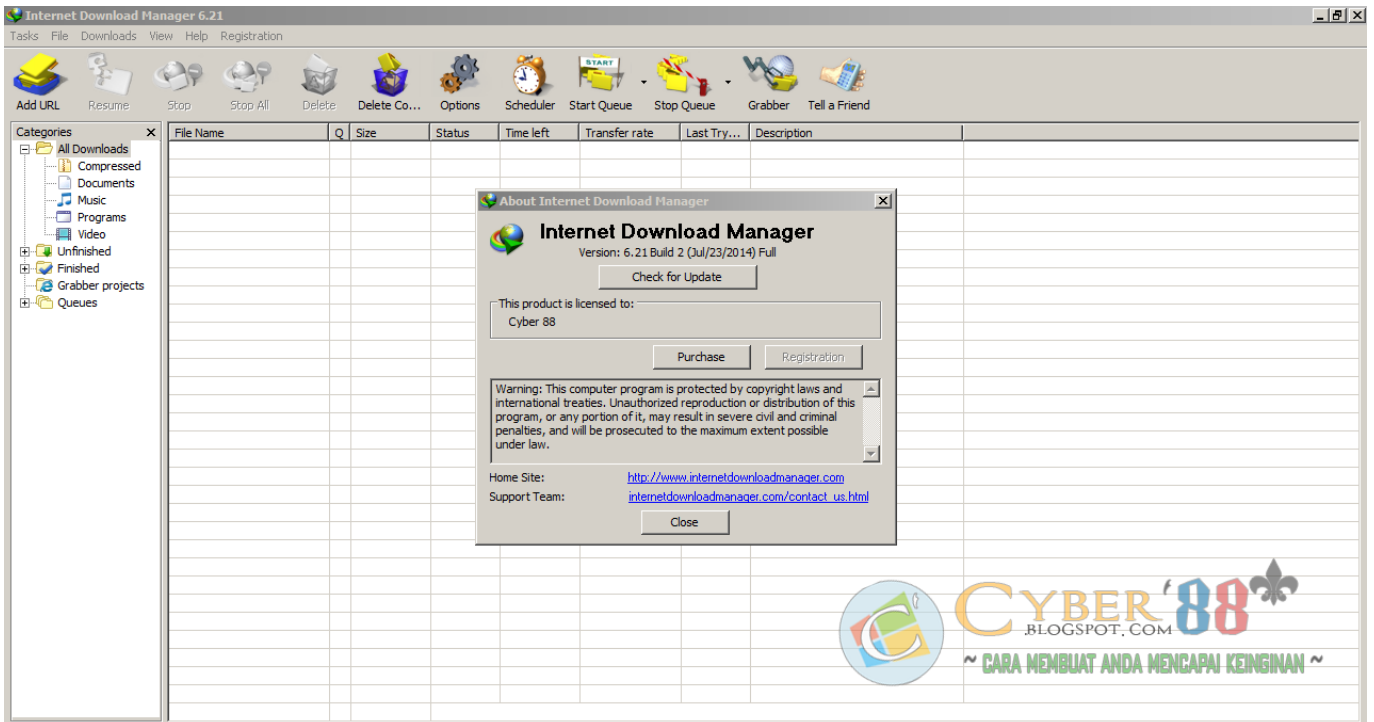 Internet Download Manager 6.21
Tasks File Downloads View Help Registration
START
Add URL Resume Stop Stop All Delete Delete Co... Options Scheduler Start Queue Stop Queue Grabber Tell a Friend
Categories
File Name Q Size Status Time left Transfer rate Last Try... Description
All Downloads
Compressed
Documents
Music
Programs
Video
Unfinished
Finished
Grabber projects
Queues
About Internet Download Manager
Internet Download Manager
Version: 6.21 Build 2 (Jul/23/2014) Full
Check for Update
This product is licensed to:
Cyber 88
Purchase Registration
Warning: This computer program is protected by copyright laws and
international treaties. Unauthorized reproduction or distribution of this
program, or any portion of it, may result in severe civil and criminal
penalties, and will be prosecuted to the maximum extent possible
under law.
Home Site: http://www.internetdownloadmanager.com
Support Team: internetdownloadmanager.com/contact_us.html
Close
CYBER '88
.BLOGSPOT.COM
~ CARA MEMBUAT ANDA MENCAPAI KEINGINAN ~